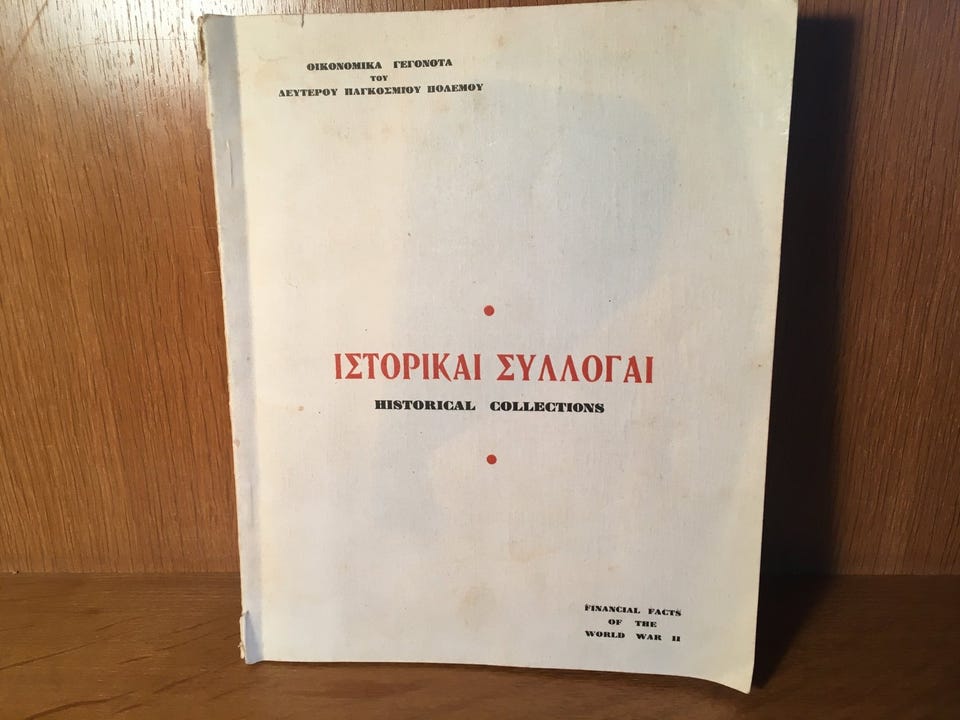 ΟΙΚΟΝΟΜΙΚΑ ΓΕΓΟΝΟΤΑ
ΤΟΥ
ΔΕΥΤΕΡΟΥ ΠΑΓΚΟΣΜΙΟΥ ΠΟΛΕΜΟΥ
ΙΣΤΟΡΙΚΑΙ ΣΥΛΛΟΓΑΙ
HISTORICAL COLLECTIONS
FINANCIAL FACTS
OF THE
WORLD WAR II